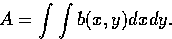 A = ∫ ∫ b(x, y)dxdy.